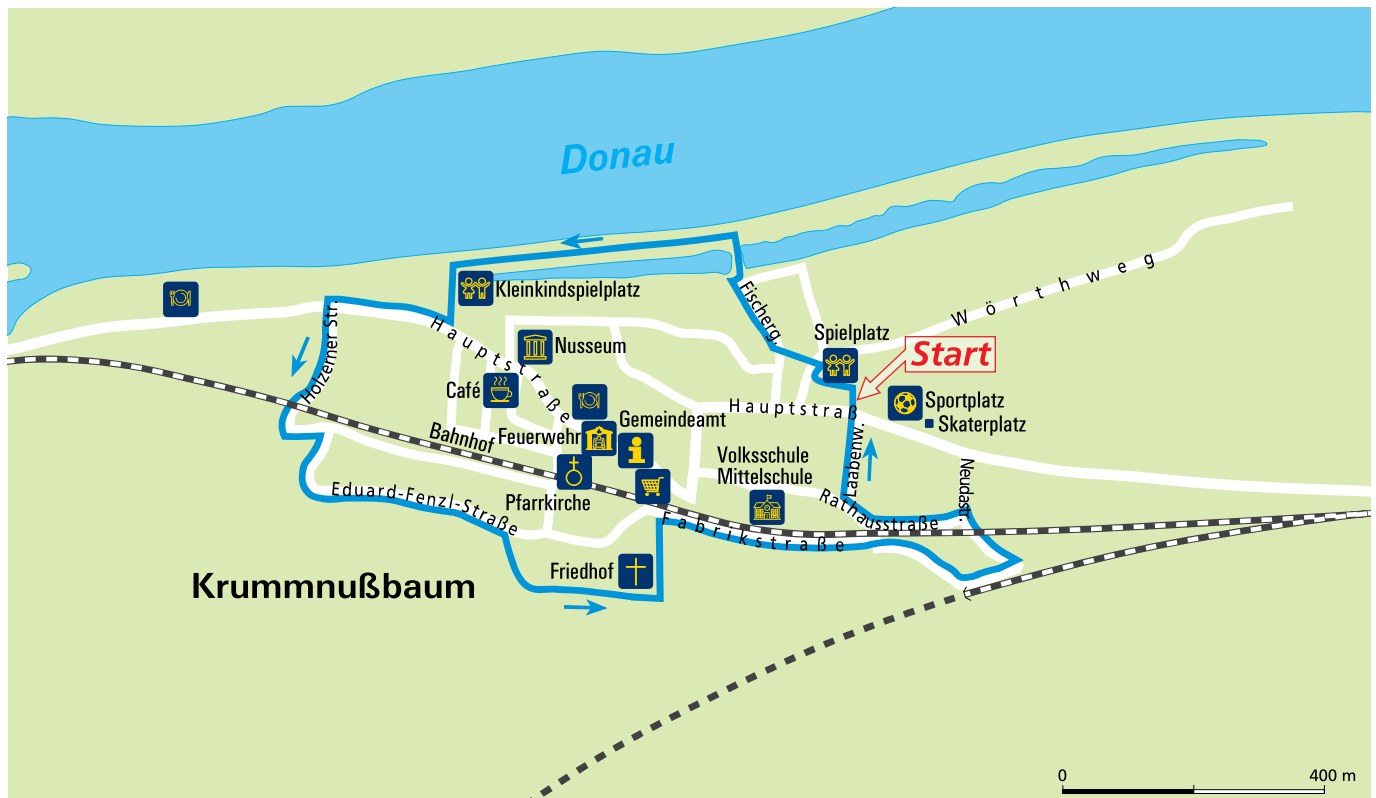 Donau
Kleinkindspielplatz
Fischerg.
Wörthweg
Holzerner Str.
Hauptstraße
Nusseum
Spielplatz
Start
Café
Hauptstraß
Sportplatz
Skaterplatz
Gemeindeamt
Bahnhof
Feuerwehr
Laabenw.
Volksschule
Mittelschule
Neudastr.
Eduard-Fenzl-Straße
Pfarrkirche
Rathausstraße
Fabrikstraße
Friedhof
Krummnußbaum
0 400 m